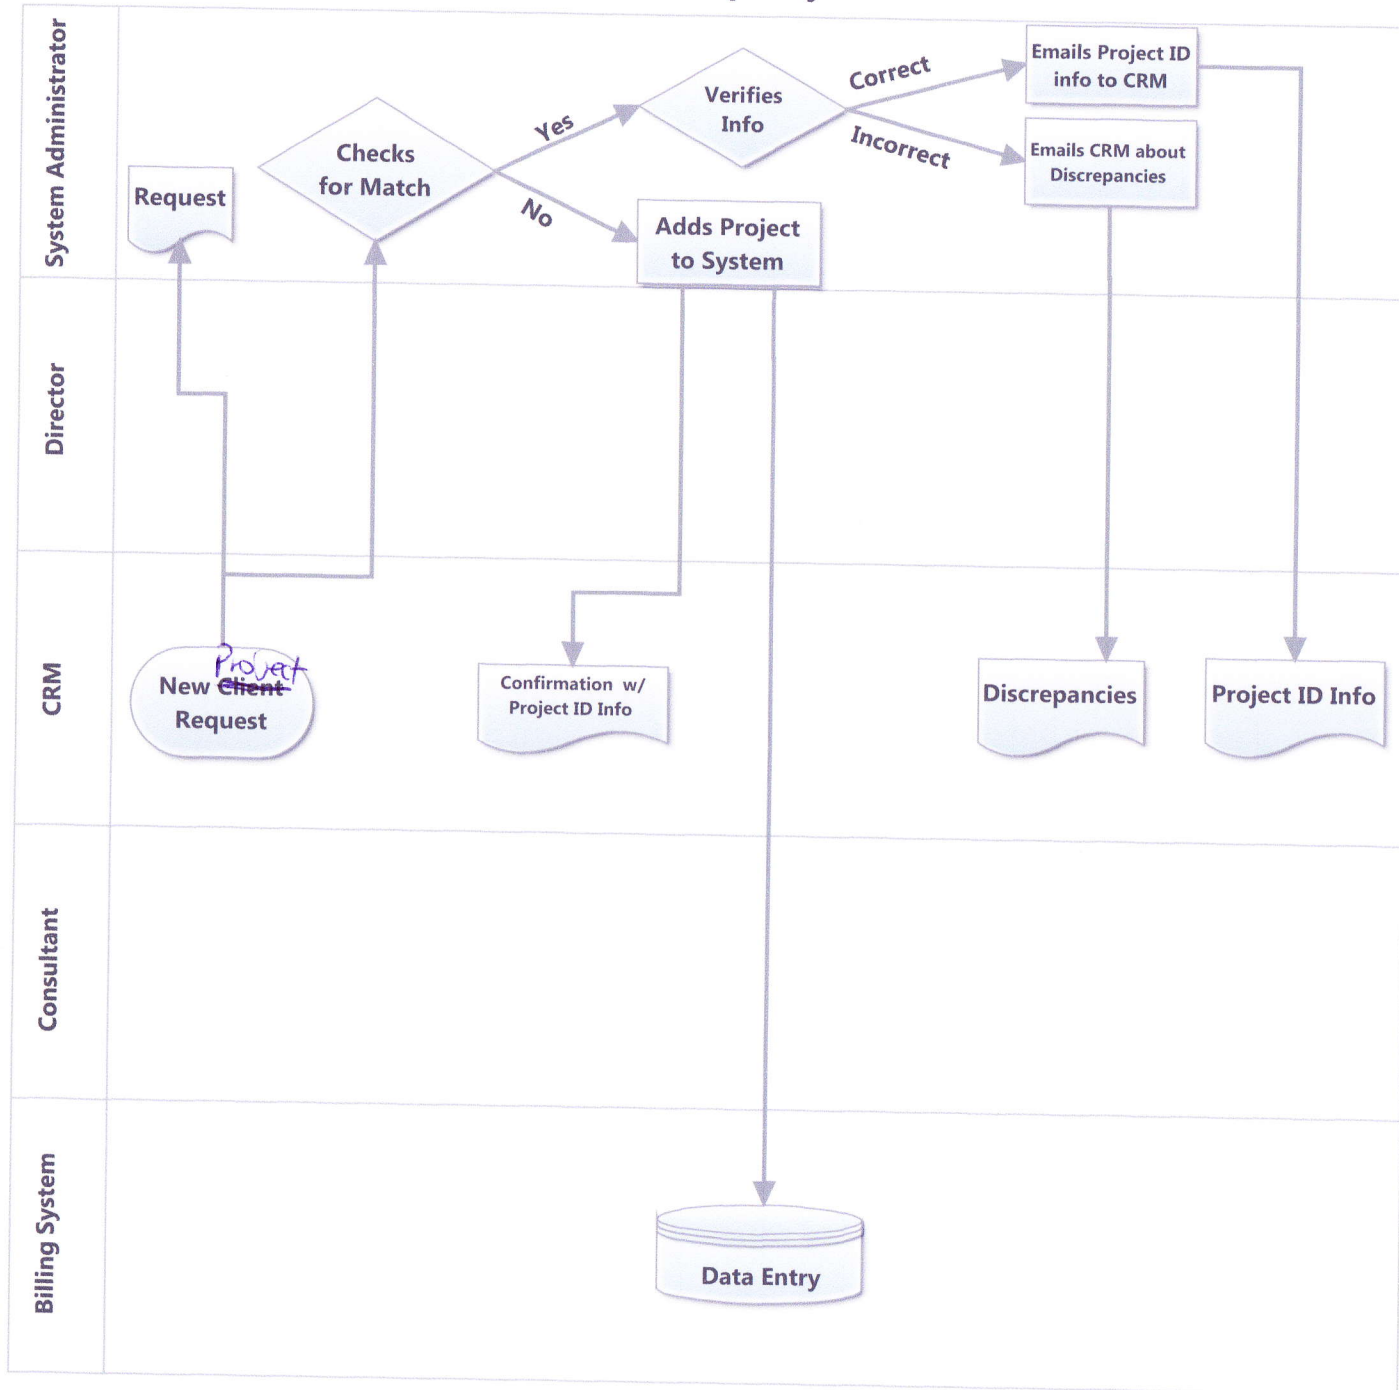 System Administrator
Request
Checks
for Match
Yes
No
Verifies
Info
Correct
Incorrect
Emails Project ID
info to CRM
Emails CRM about
Discrepancies
Adds Project
to System
Director
CRM
Project
New Client
Request
Confirmation w/
Project ID Info
Discrepancies
Project ID Info
Consultant
Billing System
Data Entry